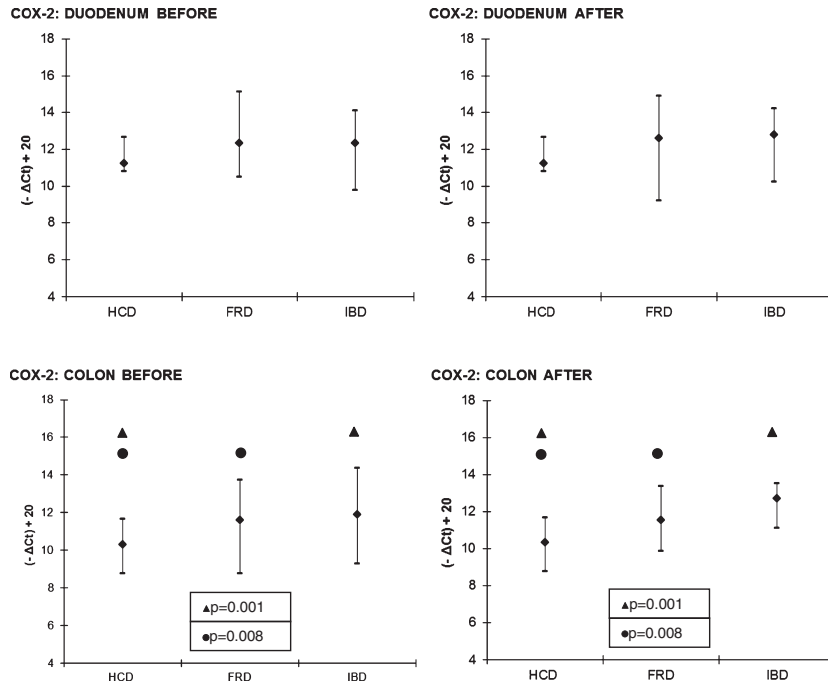 COX-2: DUODENUM BEFORE
18
16
14
12
10
8
6
4
(- ΔCt) + 20
HCD FRD IBD
COX-2: DUODENUM AFTER
18
16
14
12
10
8
6
4
(- ΔCt) + 20
HCD FRD IBD
COX-2: COLON BEFORE
18
16
14
12
10
8
6
4
(- ΔCt) + 20
▲p=0.001
●p=0.008
HCD FRD IBD
COX-2: COLON AFTER
18
16
14
12
10
8
6
4
(- ΔCt) + 20
▲p=0.001
●p=0.008
HCD FRD IBD